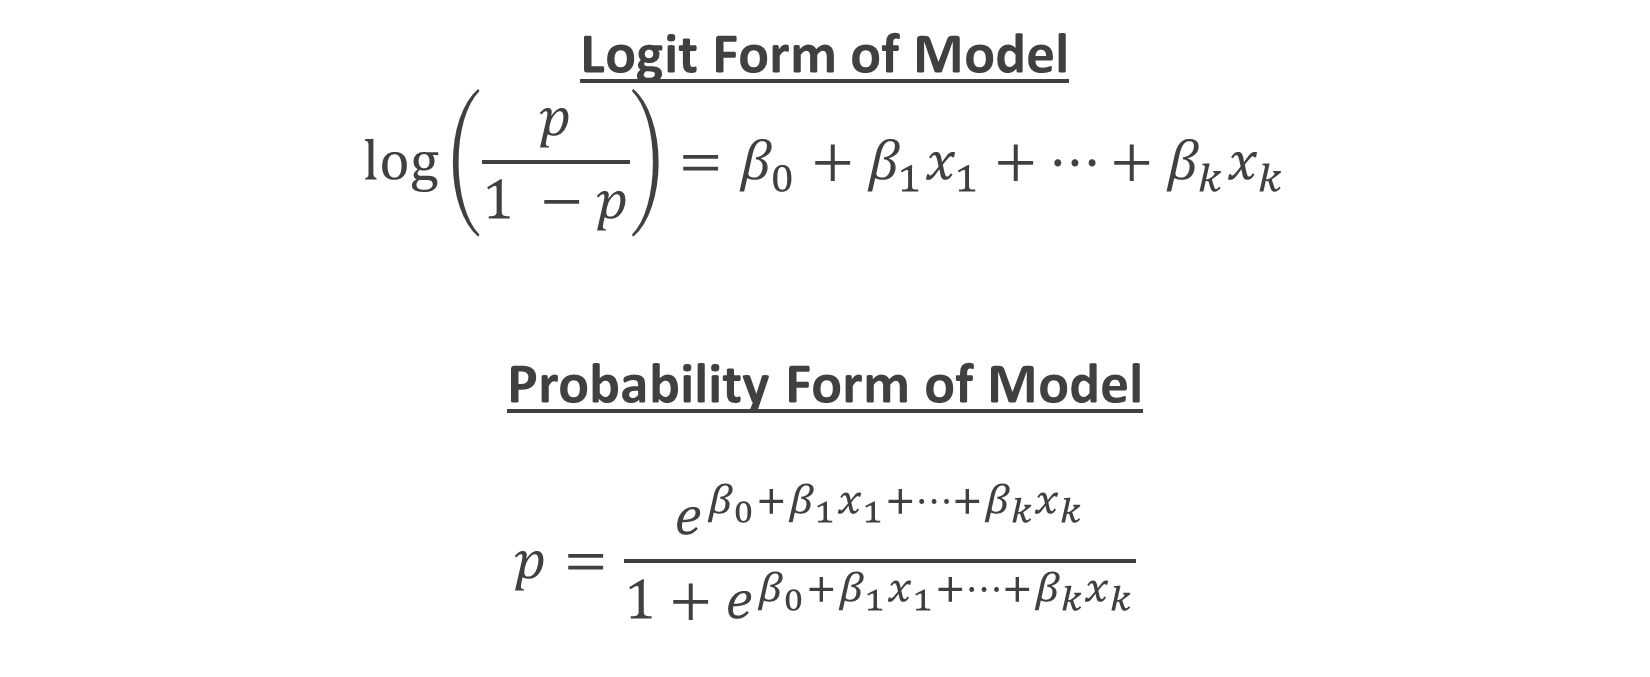 Logit Form of Model
log(p / (1 − p)) = β₀ + β₁x₁ + ⋯ + βₖxₖ
Probability Form of Model
p = e^(β₀+β₁x₁+⋯+βₖxₖ) / (1 + e^(β₀+β₁x₁+⋯+βₖxₖ))